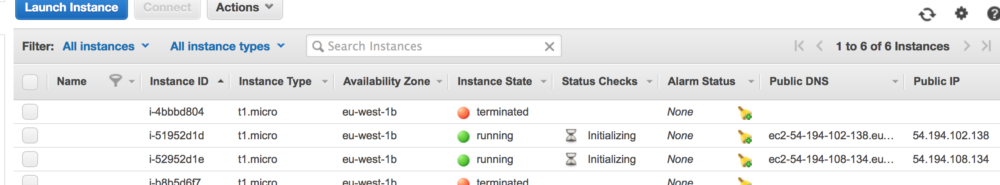 Launch Instance Connect Actions
Filter: All instances All instance types Search Instances 1 to 6 of 6 Instances
Name Instance ID Instance Type Availability Zone Instance State Status Checks Alarm Status Public DNS Public IP
i-4bbbd804 t1.micro eu-west-1b terminated None
i-51952d1d t1.micro eu-west-1b running Initializing None ec2-54-194-102-138.eu... 54.194.102.138
i-52952d1e t1.micro eu-west-1b running Initializing None ec2-54-194-108-134.eu... 54.194.108.134
i-b8b5d6f7 t1.micro eu-west-1b terminated None